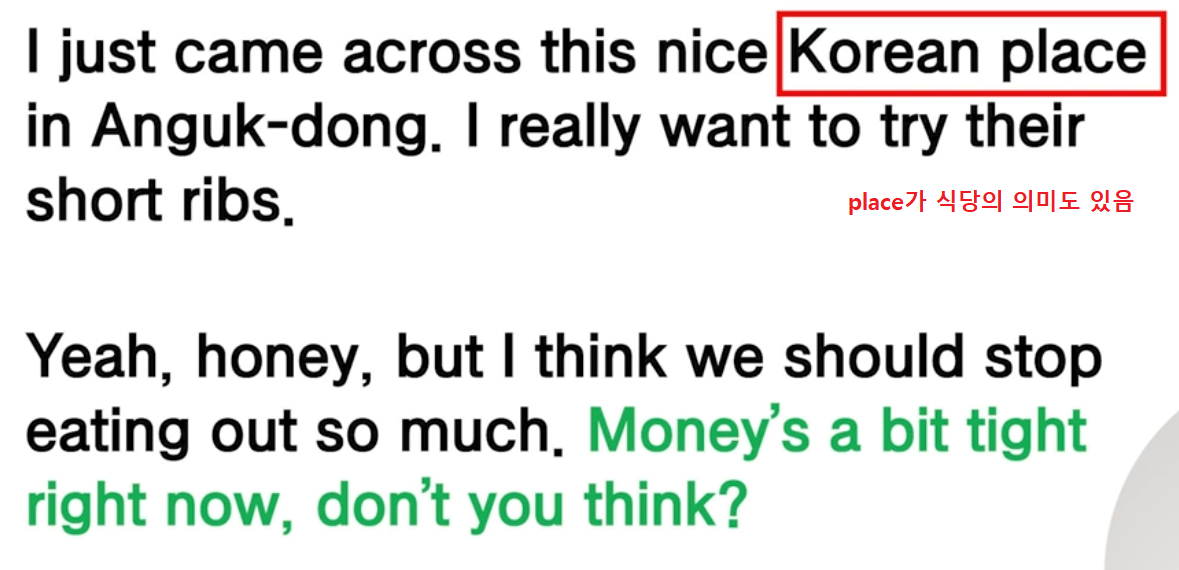 I just came across this nice Korean place
in Anguk-dong. I really want to try their
short ribs.
place가 식당의 의미도 있음
Yeah, honey, but I think we should stop
eating out so much. Money's a bit tight
right now, don't you think?